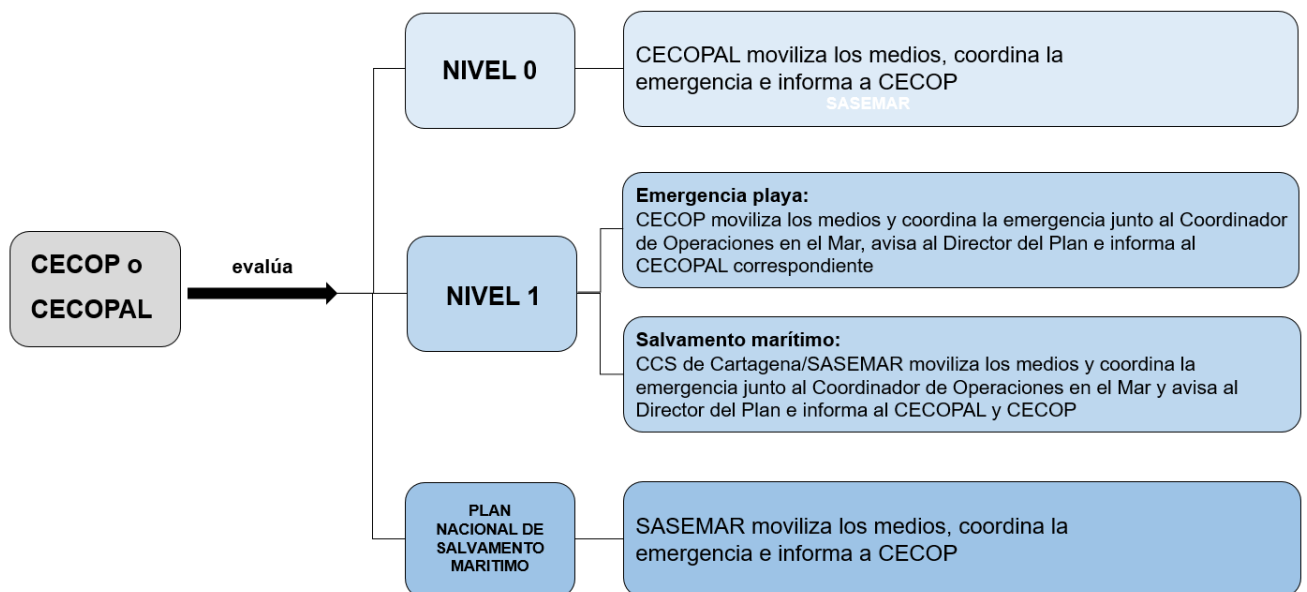 CECOP o
CECOPAL
evalúa
NIVEL 0
CECOPAL moviliza los medios, coordina la
emergencia e informa a CECOP
SASEMAR
NIVEL 1
Emergencia playa:
CECOP moviliza los medios y coordina la emergencia junto al Coordinador
de Operaciones en el Mar, avisa al Director del Plan e informa al
CECOPAL correspondiente
Salvamento marítimo:
CCS de Cartagena/SASEMAR moviliza los medios y coordina la
emergencia junto al Coordinador de Operaciones en el Mar y avisa al
Director del Plan e informa al CECOPAL y CECOP
PLAN
NACIONAL DE
SALVAMENTO
MARITIMO
SASEMAR moviliza los medios, coordina la
emergencia e informa a CECOP